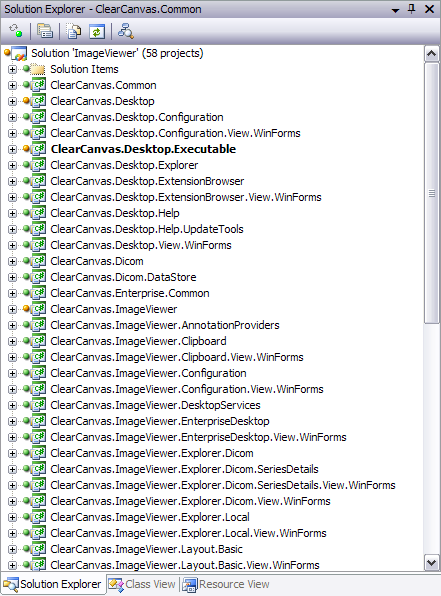 Solution Explorer - ClearCanvas.Common
Solution 'ImageViewer' (58 projects)
Solution Items
ClearCanvas.Common
ClearCanvas.Desktop
ClearCanvas.Desktop.Configuration
ClearCanvas.Desktop.Configuration.View.WinForms
ClearCanvas.Desktop.Executable
ClearCanvas.Desktop.Explorer
ClearCanvas.Desktop.ExtensionBrowser
ClearCanvas.Desktop.ExtensionBrowser.View.WinForms
ClearCanvas.Desktop.Help
ClearCanvas.Desktop.Help.UpdateTools
ClearCanvas.Desktop.View.WinForms
ClearCanvas.Dicom
ClearCanvas.Dicom.DataStore
ClearCanvas.Enterprise.Common
ClearCanvas.ImageViewer
ClearCanvas.ImageViewer.AnnotationProviders
ClearCanvas.ImageViewer.Clipboard
ClearCanvas.ImageViewer.Clipboard.View.WinForms
ClearCanvas.ImageViewer.Configuration
ClearCanvas.ImageViewer.Configuration.View.WinForms
ClearCanvas.ImageViewer.DesktopServices
ClearCanvas.ImageViewer.EnterpriseDesktop
ClearCanvas.ImageViewer.EnterpriseDesktop.View.WinForms
ClearCanvas.ImageViewer.Explorer.Dicom
ClearCanvas.ImageViewer.Explorer.Dicom.SeriesDetails
ClearCanvas.ImageViewer.Explorer.Dicom.SeriesDetails.View.WinForms
ClearCanvas.ImageViewer.Explorer.Dicom.View.WinForms
ClearCanvas.ImageViewer.Explorer.Local
ClearCanvas.ImageViewer.Explorer.Local.View.WinForms
ClearCanvas.ImageViewer.Layout.Basic
ClearCanvas.ImageViewer.Layout.Basic.View.WinForms
Solution Explorer Class View Resource View